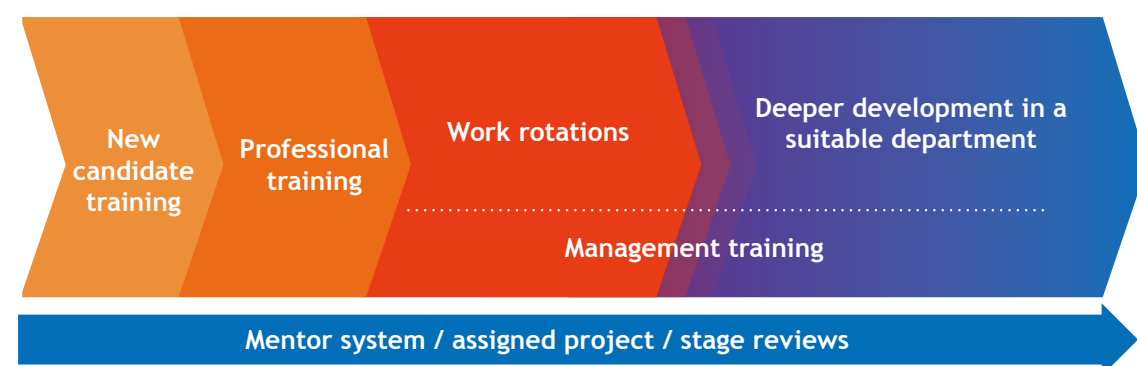 New
candidate
training
Professional
training
Work rotations
Deeper development in a
suitable department
Management training
Mentor system / assigned project / stage reviews